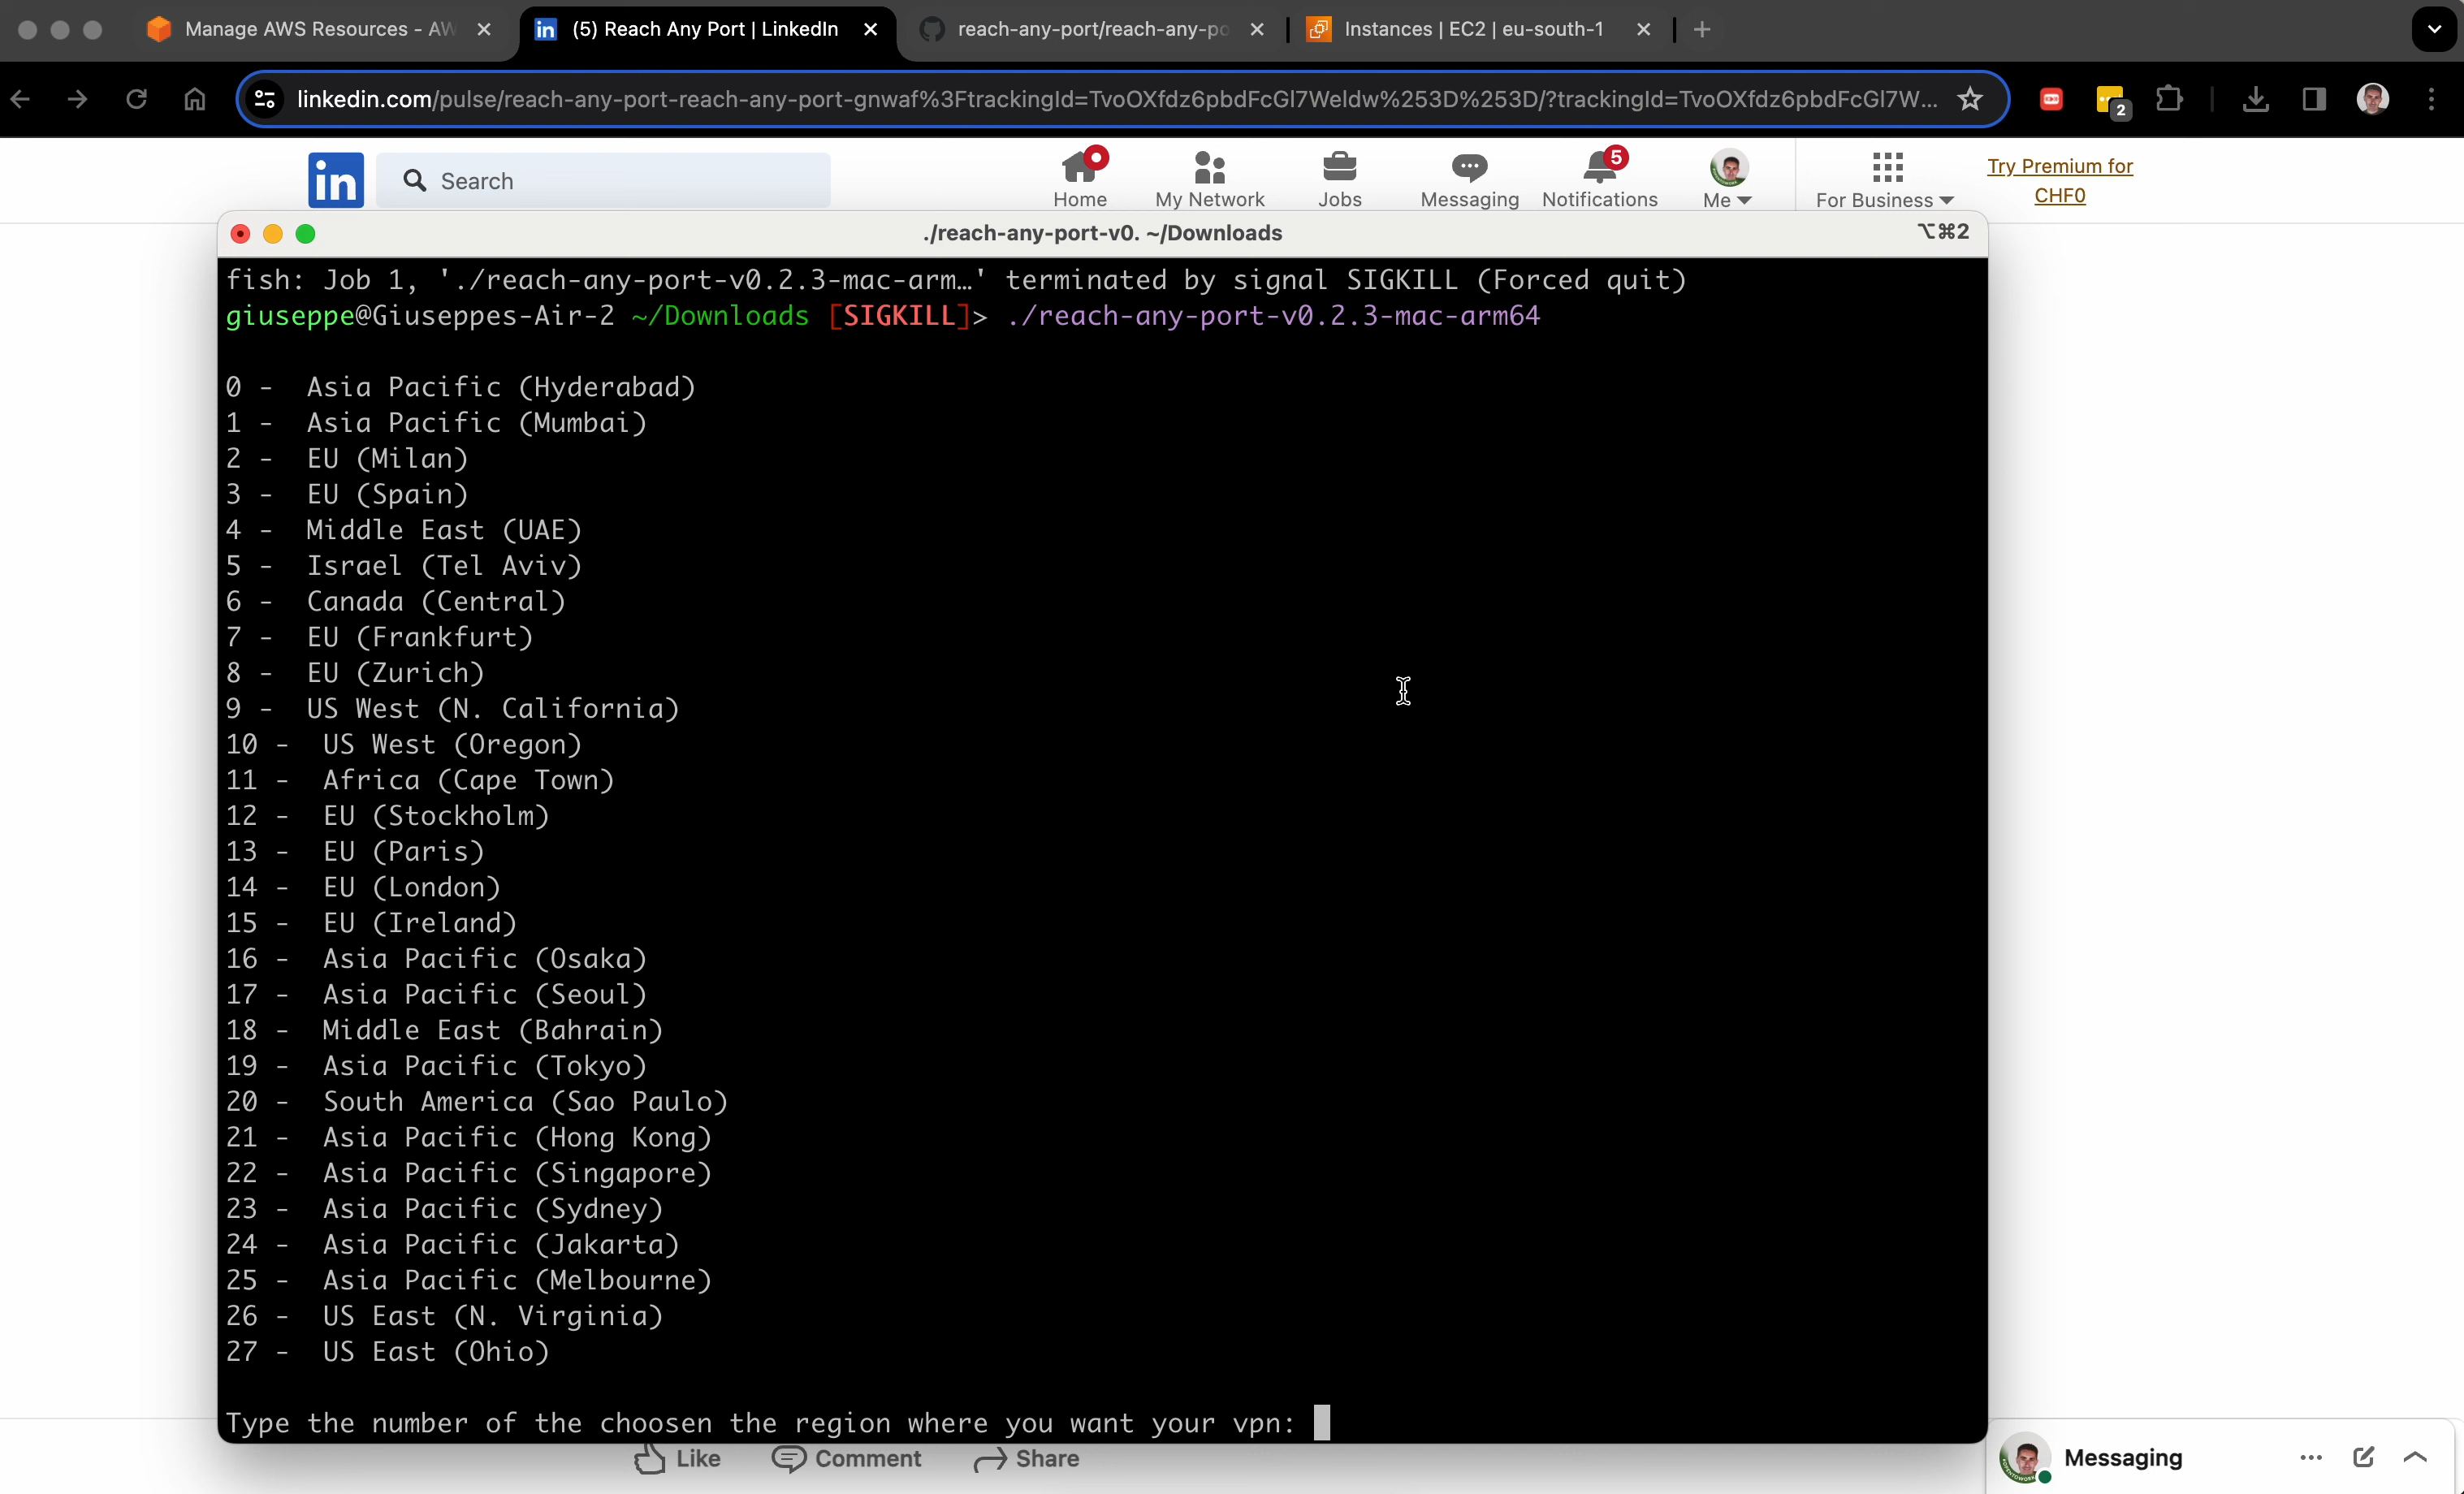 Manage AWS Resources - AW
(5) Reach Any Port | LinkedIn
reach-any-port/reach-any-po
Instances | EC2 | eu-south-1
linkedin.com/pulse/reach-any-port-reach-any-port-gnwaf%3FtrackingId=TvoOXfdz6pbdFcGl7Weldw%253D%253D/?trackingId=TvoOXfdz6pbdFcGl7W...
2
in
Search
Home
My Network
Jobs
Messaging
5
Notifications
Me
For Business
Try Premium for
CHF0
./reach-any-port-v0. ~/Downloads
⌥⌘2
fish: Job 1, './reach-any-port-v0.2.3-mac-arm…' terminated by signal SIGKILL (Forced quit)
giuseppe@Giuseppes-Air-2 ~/Downloads [SIGKILL]> ./reach-any-port-v0.2.3-mac-arm64
0 - Asia Pacific (Hyderabad)
1 - Asia Pacific (Mumbai)
2 - EU (Milan)
3 - EU (Spain)
4 - Middle East (UAE)
5 - Israel (Tel Aviv)
6 - Canada (Central)
7 - EU (Frankfurt)
8 - EU (Zurich)
9 - US West (N. California)
10 - US West (Oregon)
11 - Africa (Cape Town)
12 - EU (Stockholm)
13 - EU (Paris)
14 - EU (London)
15 - EU (Ireland)
16 - Asia Pacific (Osaka)
17 - Asia Pacific (Seoul)
18 - Middle East (Bahrain)
19 - Asia Pacific (Tokyo)
20 - South America (Sao Paulo)
21 - Asia Pacific (Hong Kong)
22 - Asia Pacific (Singapore)
23 - Asia Pacific (Sydney)
24 - Asia Pacific (Jakarta)
25 - Asia Pacific (Melbourne)
26 - US East (N. Virginia)
27 - US East (Ohio)
Type the number of the choosen the region where you want your vpn:
Like
Comment
Share
Messaging